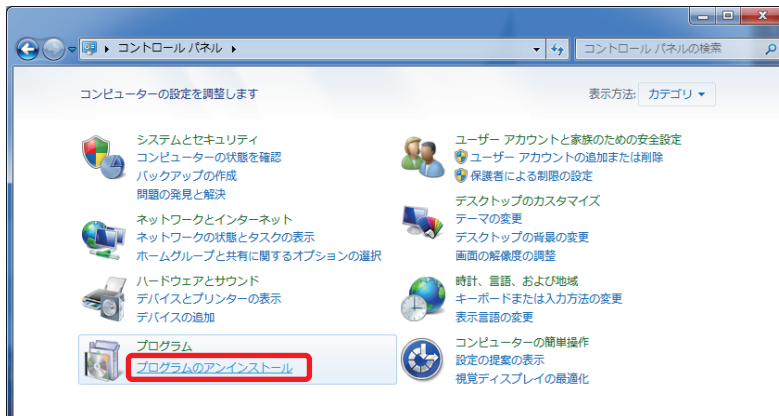 コントロール パネル
コントロール パネルの検索
コンピューターの設定を調整します
表示方法: カテゴリ
システムとセキュリティ
コンピューターの状態を確認
バックアップの作成
問題の発見と解決
ネットワークとインターネット
ネットワークの状態とタスクの表示
ホームグループと共有に関するオプションの選択
ハードウェアとサウンド
デバイスとプリンターの表示
デバイスの追加
プログラム
プログラムのアンインストール
ユーザー アカウントと家族のための安全設定
ユーザー アカウントの追加または削除
保護者による制限の設定
デスクトップのカスタマイズ
テーマの変更
デスクトップの背景の変更
画面の解像度の調整
時計、言語、および地域
キーボードまたは入力方法の変更
表示言語の変更
コンピューターの簡単操作
設定の提案の表示
視覚ディスプレイの最適化